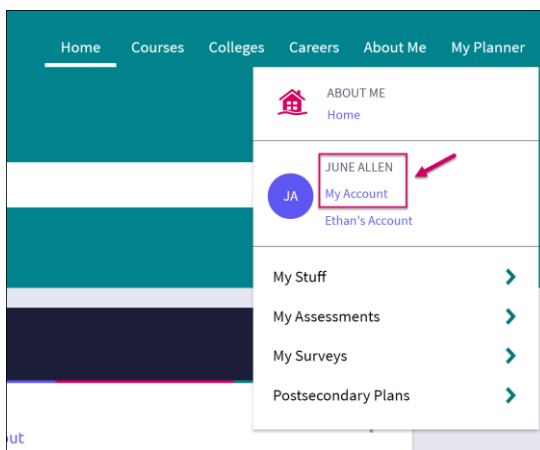 Home Courses Colleges Careers About Me My Planner
ABOUT ME
Home
JUNE ALLEN
JA
My Account
Ethan's Account
My Stuff
My Assessments
My Surveys
Postsecondary Plans